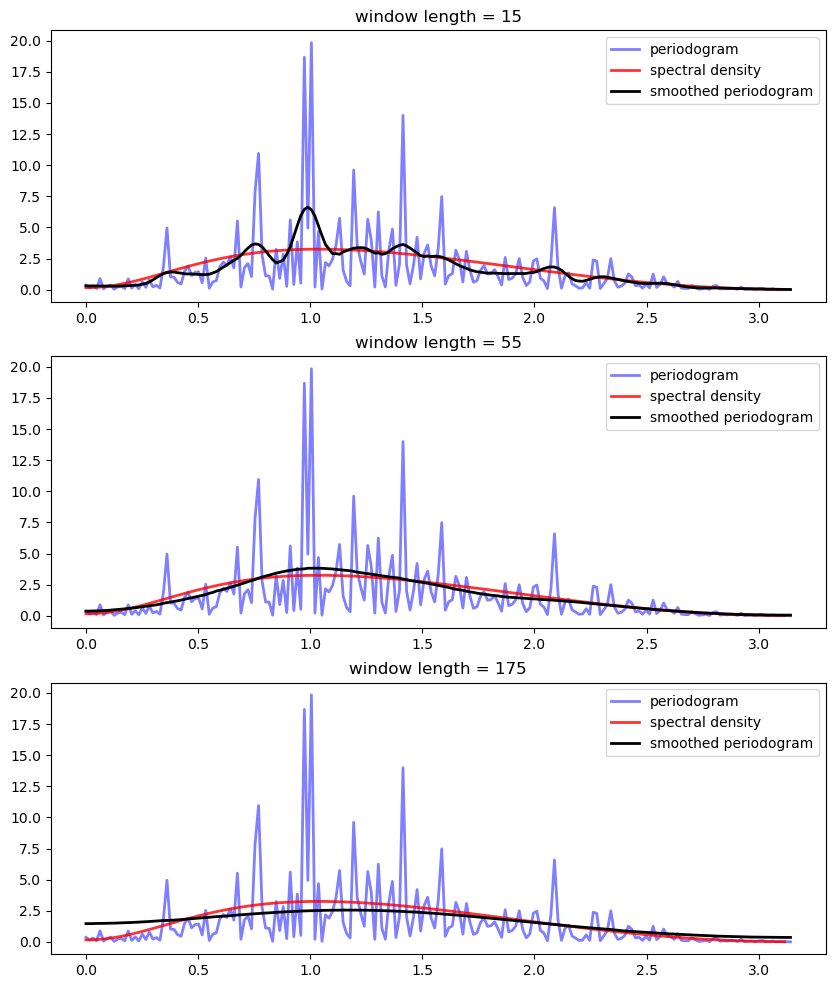 window length = 15
20.0
17.5
15.0
12.5
10.0
7.5
5.0
2.5
0.0
periodogram
spectral density
smoothed periodogram
0.0 0.5 1.0 1.5 2.0 2.5 3.0
window length = 55
20.0
17.5
15.0
12.5
10.0
7.5
5.0
2.5
0.0
periodogram
spectral density
smoothed periodogram
0.0 0.5 1.0 1.5 2.0 2.5 3.0
window length = 175
20.0
17.5
15.0
12.5
10.0
7.5
5.0
2.5
0.0
periodogram
spectral density
smoothed periodogram
0.0 0.5 1.0 1.5 2.0 2.5 3.0